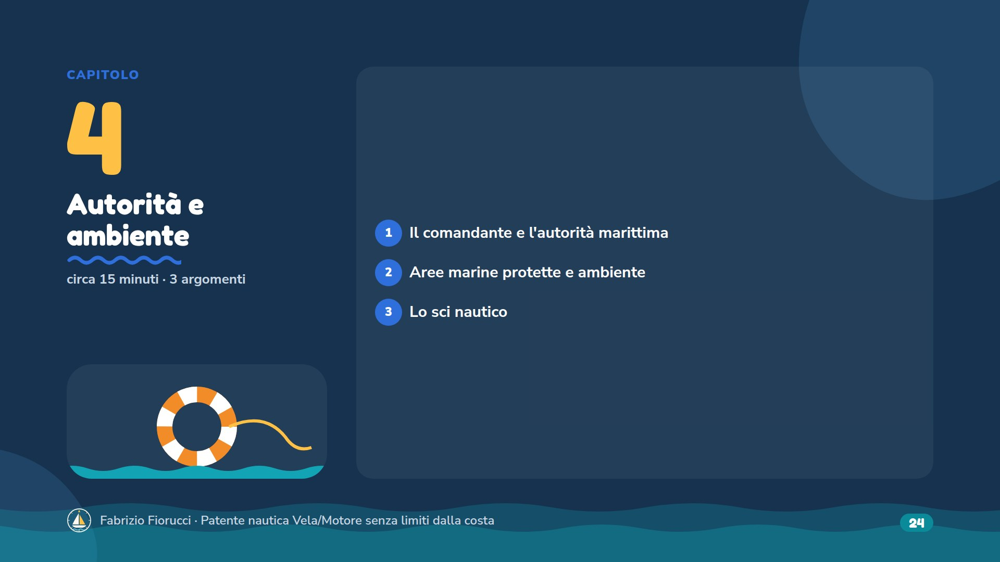 CAPITOLO
4
Autorità e
ambiente
circa 15 minuti · 3 argomenti
1 Il comandante e l'autorità marittima
2 Aree marine protette e ambiente
3 Lo sci nautico
Fabrizio Fiorucci · Patente nautica Vela/Motore senza limiti dalla costa
24